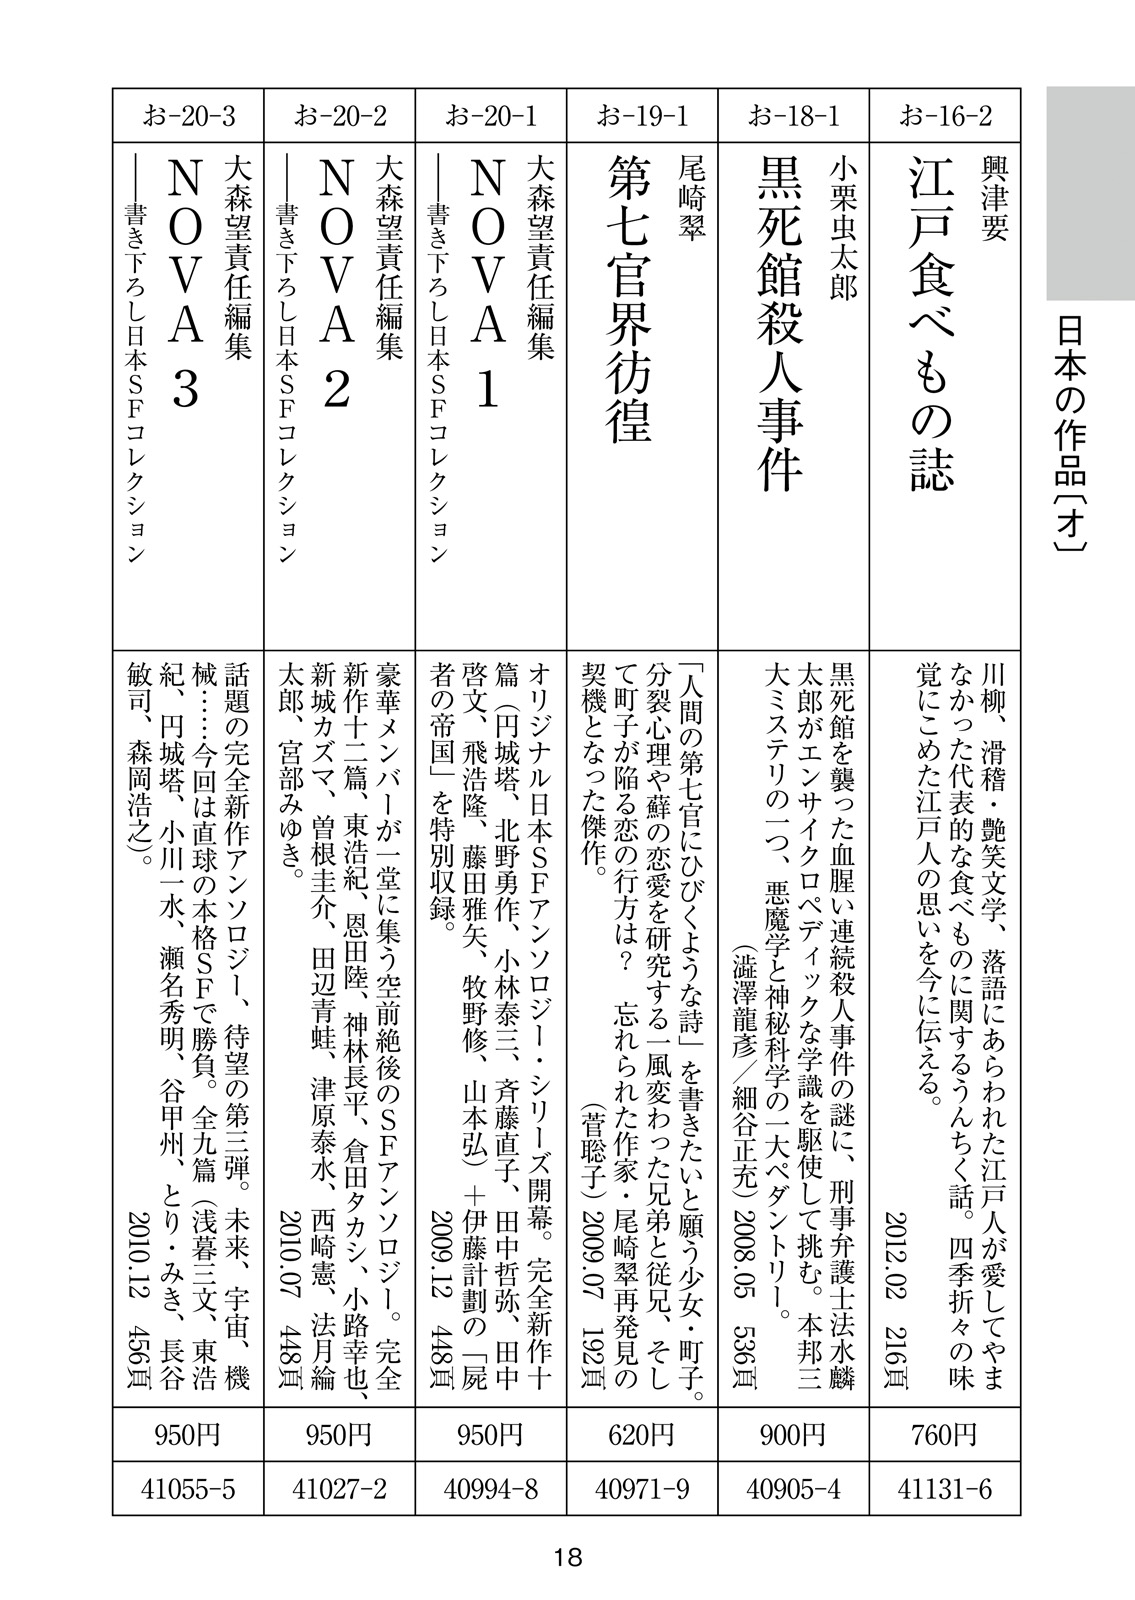 日本の作品〔オ〕
お-16-2
興津要
江戸食べもの誌
川柳、滑稽・艶笑文学、落語にあらわれた江戸人が愛してやま
なかった代表的な食べものに関するうんちく話。四季折々の味
覚にこめた江戸人の思いを今に伝える。
2012.02　216頁
760円
41131-6
お-18-1
小栗虫太郎
黒死館殺人事件
黒死館を襲った血腥い連続殺人事件の謎に、刑事弁護士法水麟
太郎がエンサイクロペディックな学識を駆使して挑む。本邦三
大ミステリの一つ、悪魔学と神秘科学の一大ペダントリー。
（澁澤龍彥／細谷正充）2008.05　536頁
900円
40905-4
お-19-1
尾崎翠
第七官界彷徨
「人間の第七官にひびくような詩」を書きたいと願う少女・町子。
分裂心理や蘚の恋愛を研究する一風変わった兄弟と従兄、そし
て町子が陥る恋の行方は？　忘れられた作家・尾崎翠再発見の
契機となった傑作。（菅聡子）2009.07　192頁
620円
40971-9
お-20-1
大森望責任編集
NOVA 1
――書き下ろし日本SFコレクション
オリジナル日本SFアンソロジー・シリーズ開幕。完全新作十
篇（円城塔、北野勇作、小林泰三、斉藤直子、田中哲弥、田中
啓文、飛浩隆、藤田雅矢、牧野修、山本弘）＋伊藤計劃の「屍
者の帝国」を特別収録。2009.12　448頁
950円
40994-8
お-20-2
大森望責任編集
NOVA 2
――書き下ろし日本SFコレクション
豪華メンバーが一堂に集う空前絶後のSFアンソロジー。完全
新作十二篇、東浩紀、恩田陸、神林長平、倉田タカシ、小路幸也、
新城カズマ、曽根圭介、田辺青蛙、津原泰水、西崎憲、法月綸
太郎、宮部みゆき。2010.07　448頁
950円
41027-2
お-20-3
大森望責任編集
NOVA 3
――書き下ろし日本SFコレクション
話題の完全新作アンソロジー、待望の第三弾。未来、宇宙、機
械……今回は直球の本格SFで勝負。全九篇（浅暮三文、東浩
紀、円城塔、小川一水、瀬名秀明、谷甲州、とり・みき、長谷
敏司、森岡浩之）。2010.12　456頁
950円
41055-5
18